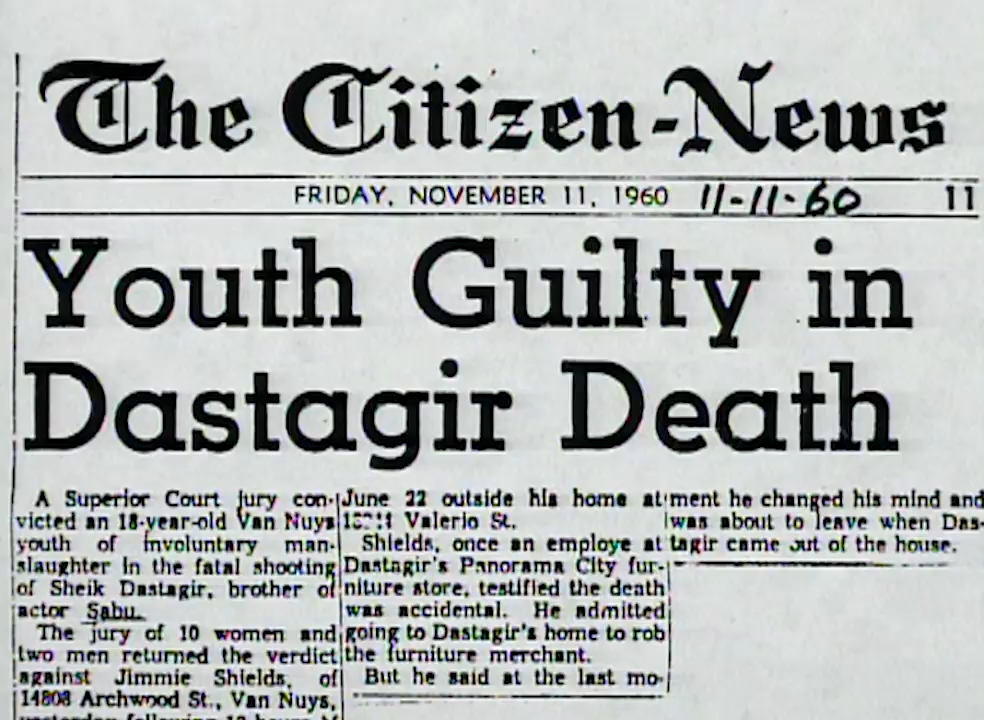 The Citizen-News
FRIDAY, NOVEMBER 11, 1960 11-11-60 11
Youth Guilty in
Dastagir Death
A Superior Court jury con-
victed an 18-year-old Van Nuys
youth of involuntary man-
slaughter in the fatal shooting
of Sheik Dastagir, brother of
actor Sabu.
The jury of 10 women and
two men returned the verdict
against Jimmie Shields, of
14808 Archwood St., Van Nuys,
yesterday following
June 22 outside his home at
Valerio St.
Shields, once an employe at
Dastagir's Panorama City fur-
niture store, testified the death
was accidental. He admitted
going to Dastagir's home to rob
the furniture merchant.
But he said at the last mo-
ment he changed his mind and
was about to leave when Das-
tagir came out of the house.